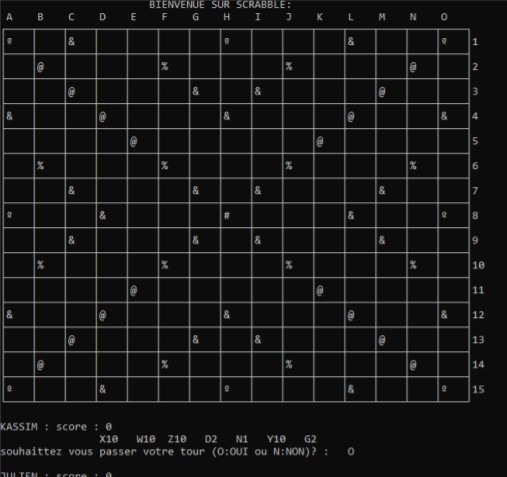 BIENVENUE SUR SCRABBLE:
A B C D E F G H I J K L M N O
º & º & º 1
@ % % @ 2
@ & & @ 3
& @ & @ & 4
@ @ 5
% % % % 6
& & & & 7
º & # & º 8
& & & & 9
% % % % 10
@ @ 11
& @ & @ & 12
@ & & @ 13
@ % % @ 14
º & º & º 15
KASSIM : score : 0
X10 W10 Z10 D2 N1 Y10 G2
souhaittez vous passer votre tour (O:OUI ou N:NON)? : O
JULIEN : score : 0